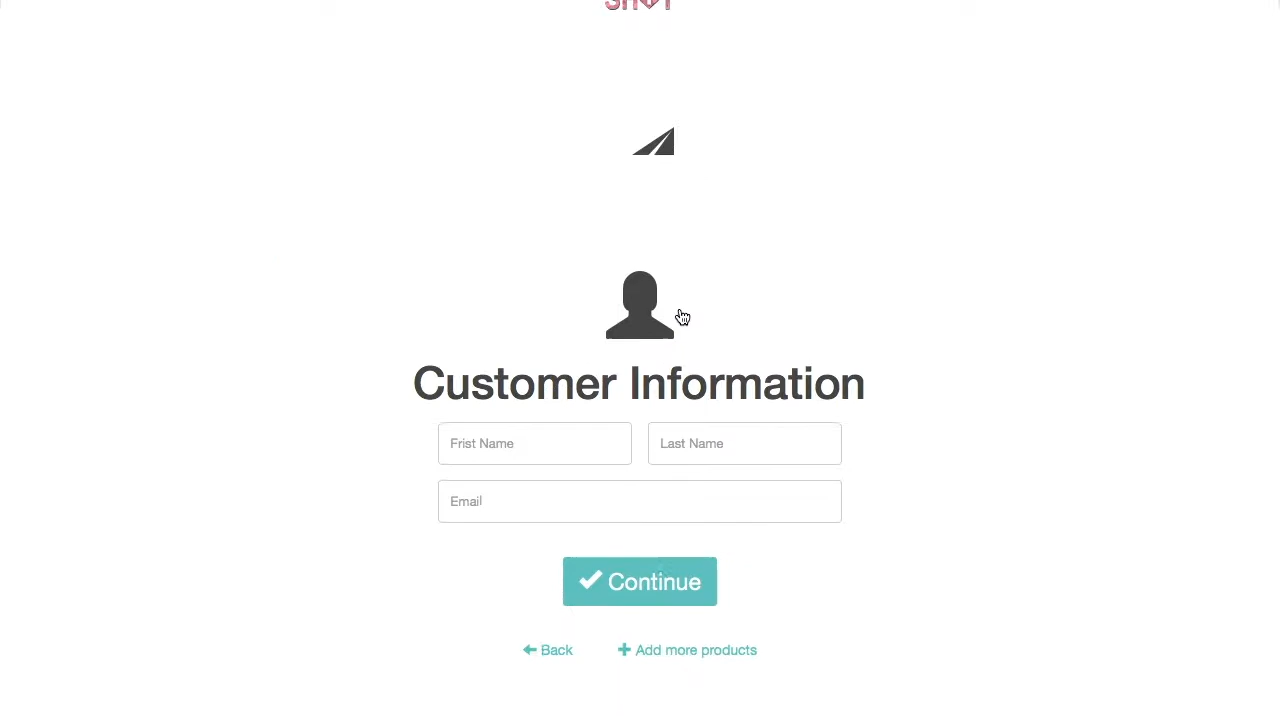 Customer Information
Frist Name
Last Name
Email
Continue
Back
Add more products